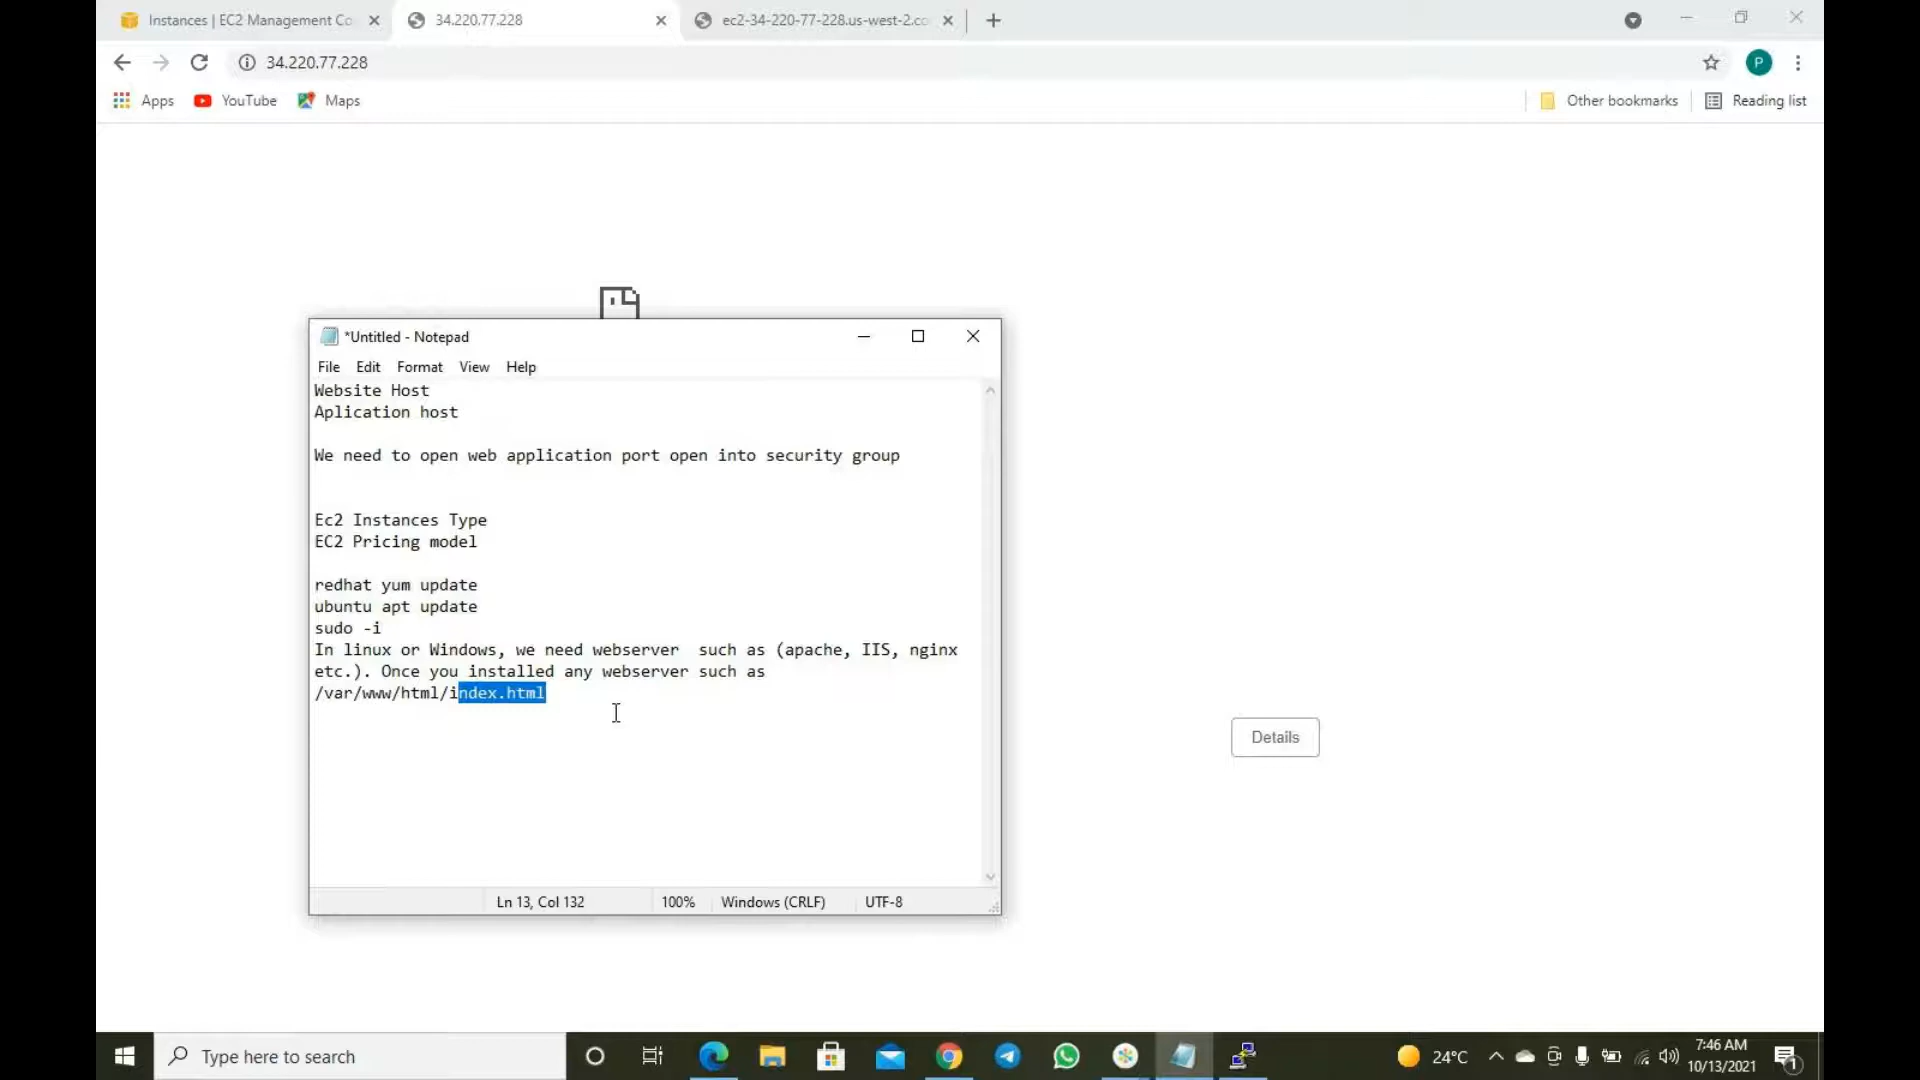 Instances | EC2 Management Co
34.220.77.228
ec2-34-220-77-228.us-west-2.co
34.220.77.228
P
Apps
YouTube
Maps
Other bookmarks
Reading list
*Untitled - Notepad
File Edit Format View Help
Website Host
Aplication host
We need to open web application port open into security group
Ec2 Instances Type
EC2 Pricing model
redhat yum update
ubuntu apt update
sudo -i
In linux or Windows, we need webserver  such as (apache, IIS, nginx
etc.). Once you installed any webserver such as
/var/www/html/index.html
Details
Ln 13, Col 132
100%
Windows (CRLF)
UTF-8
Type here to search
24°C
7:46 AM
10/13/2021
1